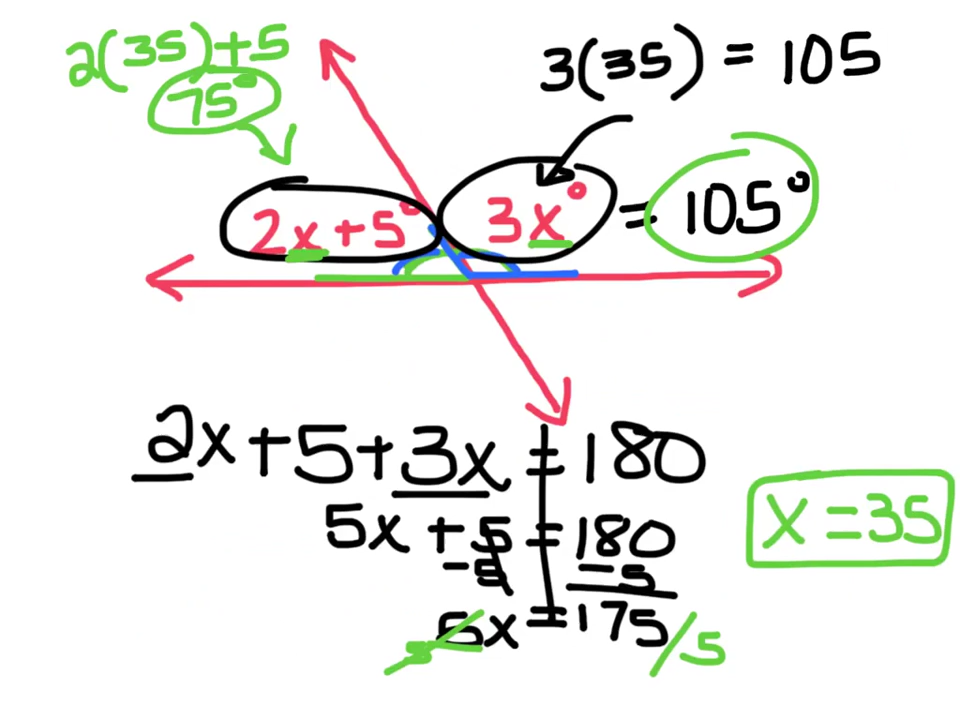 2(35)+5
75°
3(35) = 105
2x+5° 3x° = 105°
2x+5+3x = 180
5x + 5 = 180
-5 -5
5x = 175/5
5
x = 35